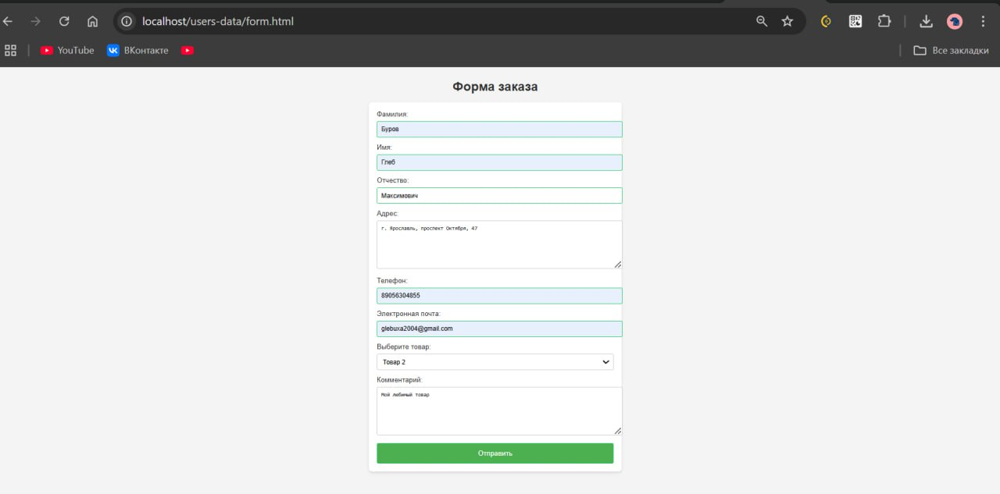 localhost/users-data/form.html
YouTube
ВКонтакте
Все закладки
Форма заказа
Фамилия:
Буров
Имя:
Глеб
Отчество:
Максимович
Адрес:
г. Ярославль, проспект Октября, 47
Телефон:
89056304855
Электронная почта:
glebuxa2004@gmail.com
Выберите товар:
Товар 2
Комментарий:
Мой любимый товар
Отправить